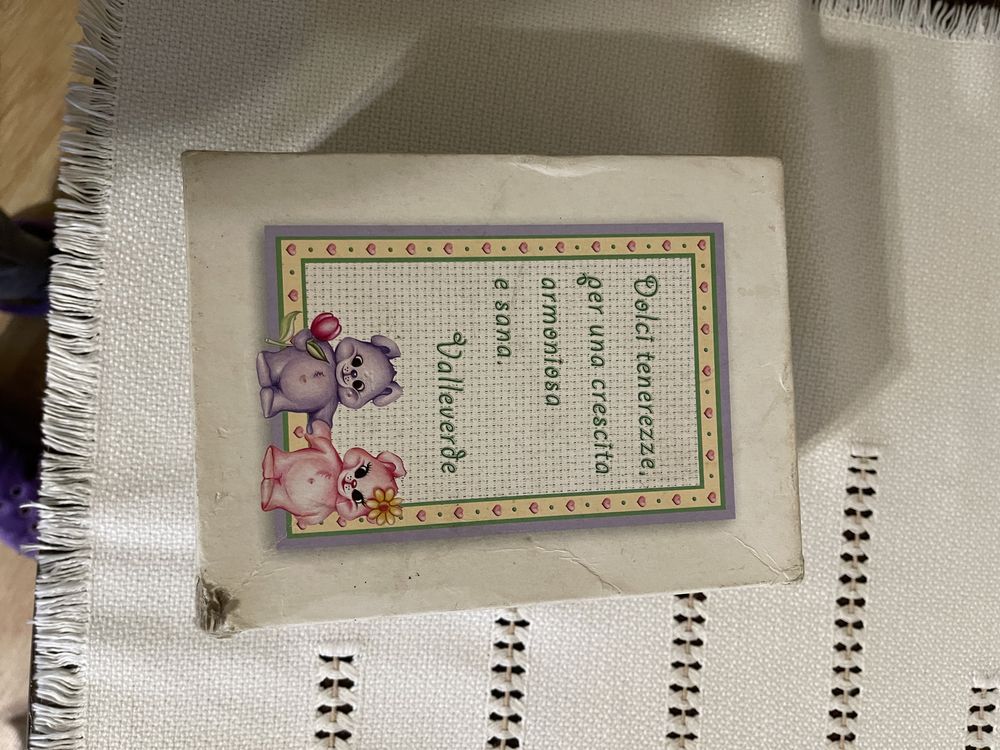 Dolci tenerezze,
per una crescita
armoniosa
e sana.
Valleverde